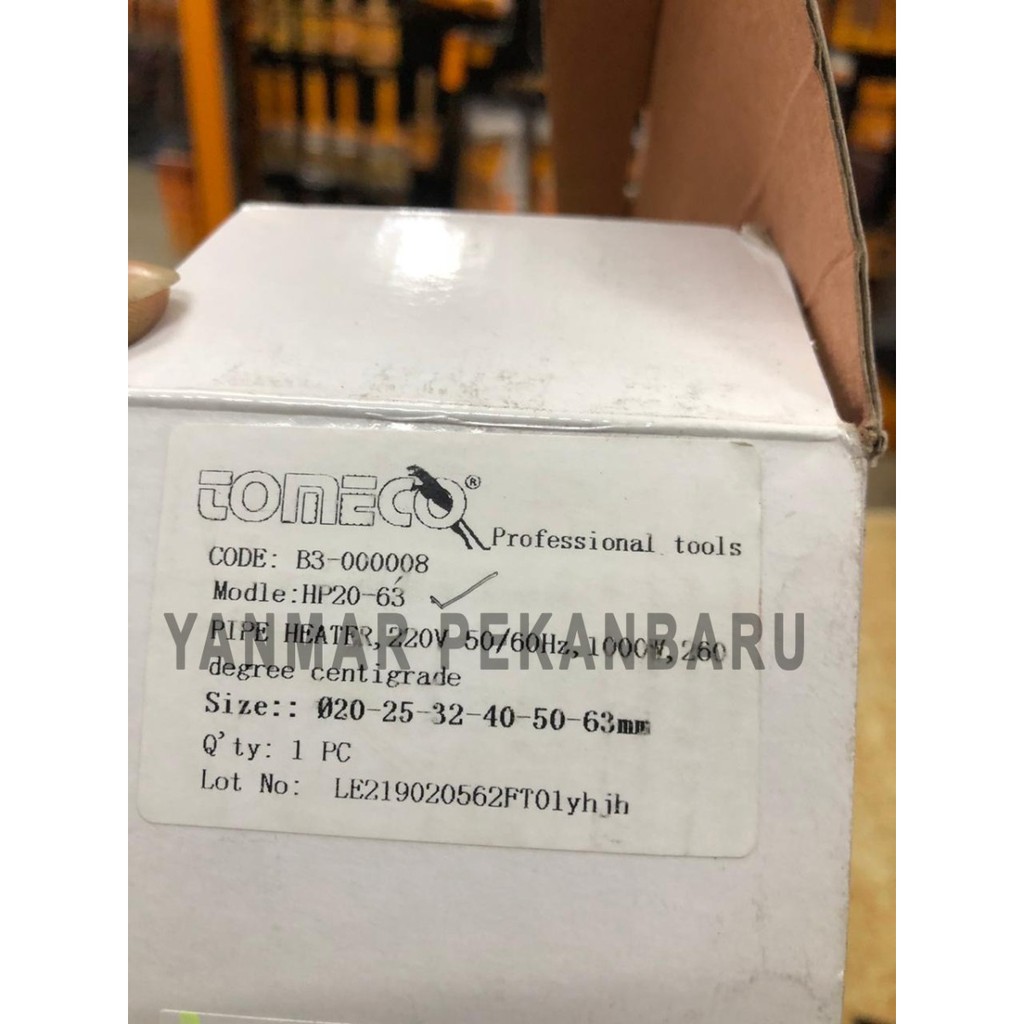 TOMECO®
Professional tools
CODE: B3-000008
Modle:HP20-63
YANMAR PEKANBARU
PIPE HEATER,220V 50/60Hz,1000W,260
degree centigrade
Size:: Ø20-25-32-40-50-63mm
Q'ty: 1 PC
Lot No: LE219020562FT01yhjh